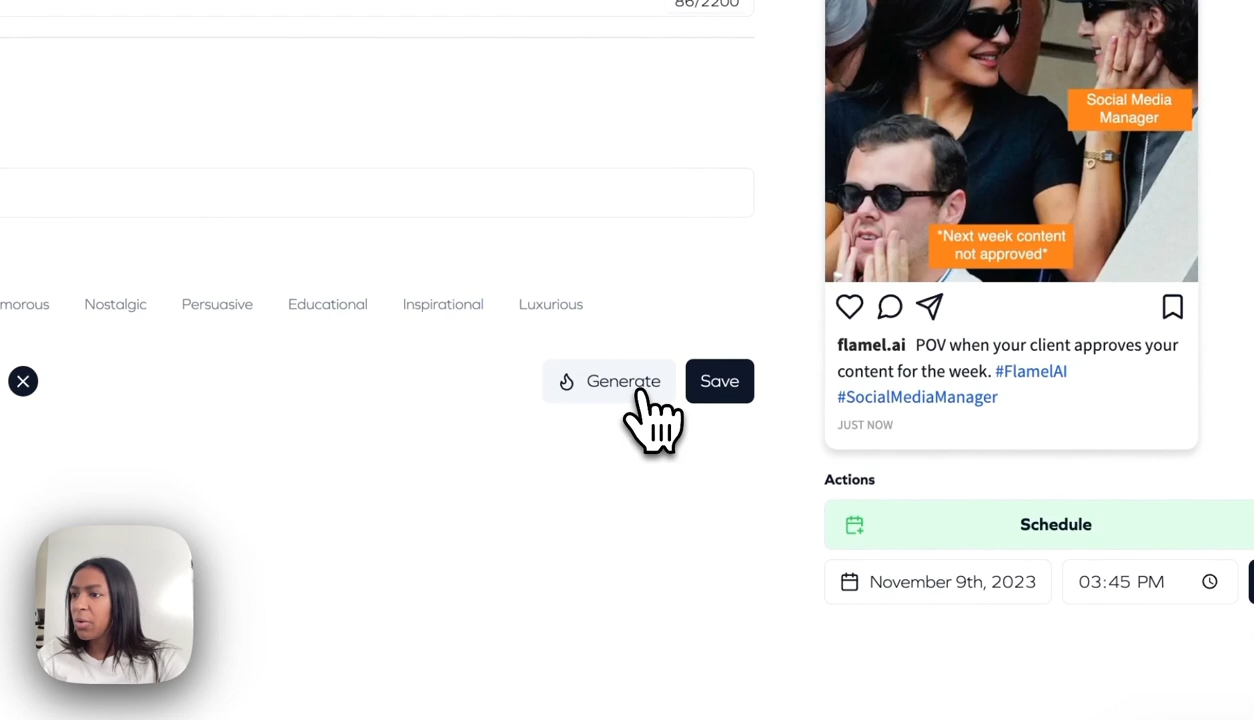 86/2200
Social Media
Manager
*Next week content
not approved*
Nostalgic
Persuasive
Educational
Inspirational
Luxurious
flamel.ai POV when your client approves your
content for the week. #FlamelAI
#SocialMediaManager
JUST NOW
Generate
Save
Actions
Schedule
November 9th, 2023
03:45 PM